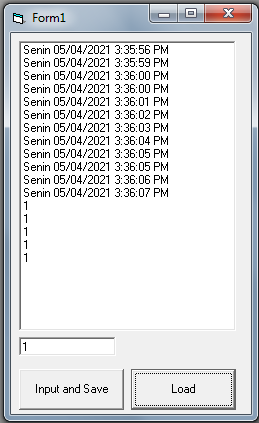 Form1
Senin 05/04/2021 3:35:56 PM
Senin 05/04/2021 3:35:59 PM
Senin 05/04/2021 3:36:00 PM
Senin 05/04/2021 3:36:00 PM
Senin 05/04/2021 3:36:01 PM
Senin 05/04/2021 3:36:02 PM
Senin 05/04/2021 3:36:03 PM
Senin 05/04/2021 3:36:04 PM
Senin 05/04/2021 3:36:05 PM
Senin 05/04/2021 3:36:05 PM
Senin 05/04/2021 3:36:06 PM
Senin 05/04/2021 3:36:07 PM
1
1
1
1
1
1
Input and Save
Load